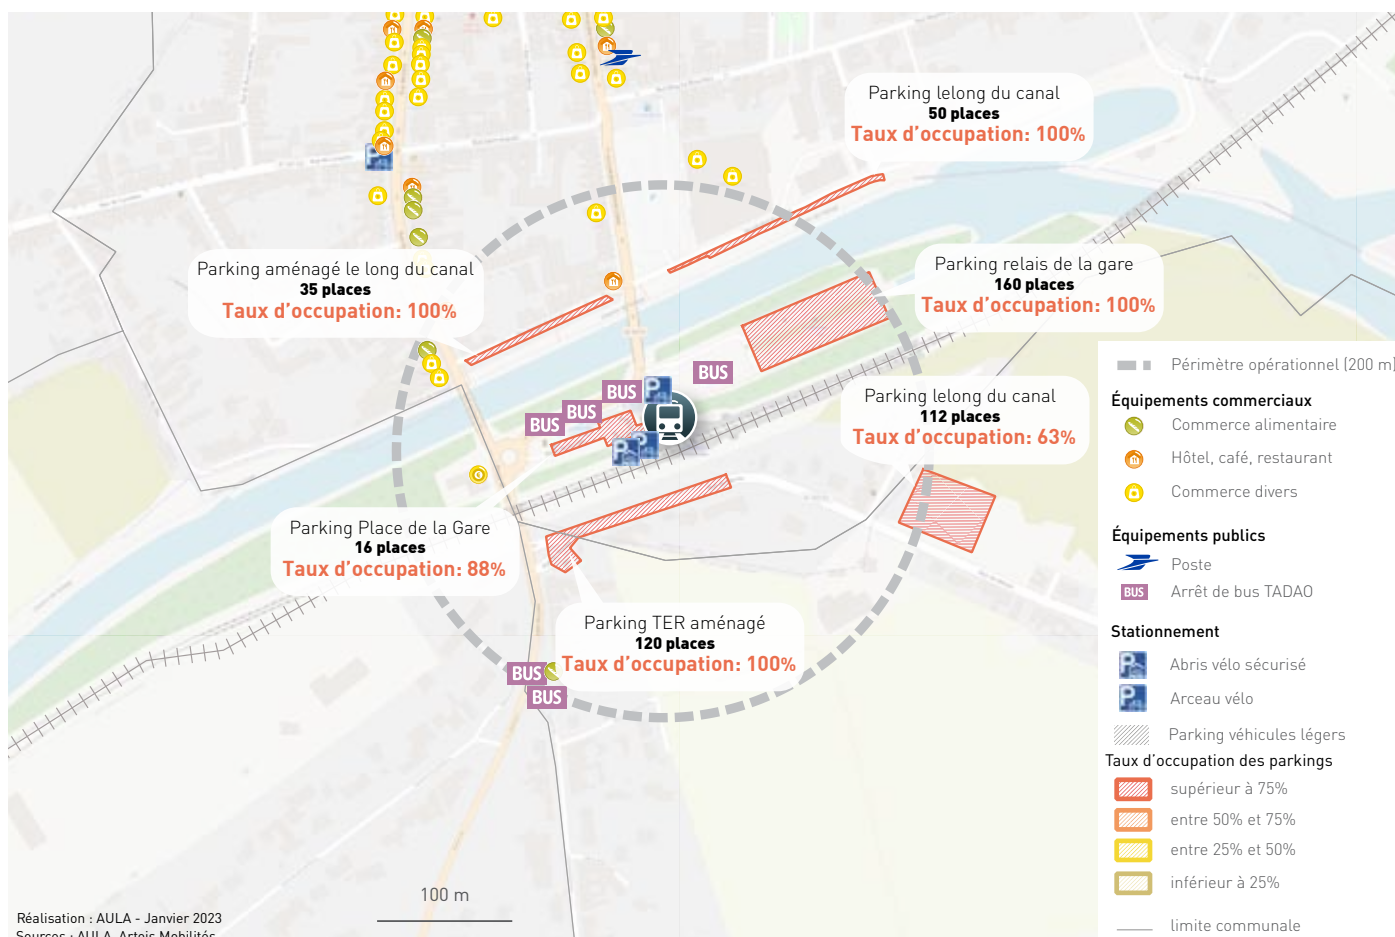 Parking lelong du canal
50 places
Taux d'occupation: 100%
Parking aménagé le long du canal
35 places
Taux d'occupation: 100%
Parking relais de la gare
160 places
Taux d'occupation: 100%
BUS
BUS
BUS
BUS
Parking lelong du canal
112 places
Taux d'occupation: 63%
Parking Place de la Gare
16 places
Taux d'occupation: 88%
Parking TER aménagé
120 places
Taux d'occupation: 100%
BUS
BUS
100 m
Réalisation : AULA - Janvier 2023
Sources : AULA, Artois Mobilités
Périmètre opérationnel (200 m)
Équipements commerciaux
Commerce alimentaire
Hôtel, café, restaurant
Commerce divers
Équipements publics
Poste
BUS Arrêt de bus TADAO
Stationnement
Abris vélo sécurisé
Arceau vélo
Parking véhicules légers
Taux d'occupation des parkings
supérieur à 75%
entre 50% et 75%
entre 25% et 50%
inférieur à 25%
limite communale